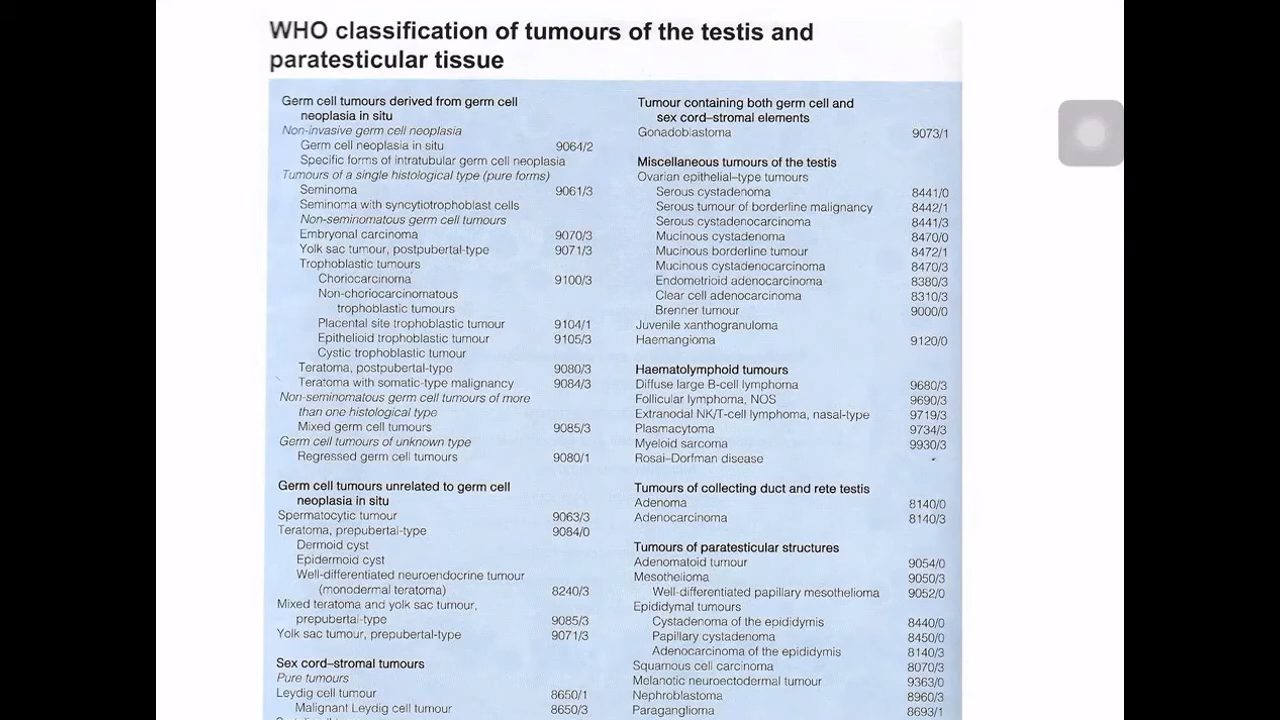 WHO classification of tumours of the testis and
paratesticular tissue
Germ cell tumours derived from germ cell
neoplasia in situ
Non-invasive germ cell neoplasia
Germ cell neoplasia in situ 9064/2
Specific forms of intratubular germ cell neoplasia
Tumours of a single histological type (pure forms)
Seminoma 9061/3
Seminoma with syncytiotrophoblast cells
Non-seminomatous germ cell tumours
Embryonal carcinoma 9070/3
Yolk sac tumour, postpubertal-type 9071/3
Trophoblastic tumours
Choriocarcinoma 9100/3
Non-choriocarcinomatous
trophoblastic tumours
Placental site trophoblastic tumour 9104/1
Epithelioid trophoblastic tumour 9105/3
Cystic trophoblastic tumour
Teratoma, postpubertal-type 9080/3
Teratoma with somatic-type malignancy 9084/3
Non-seminomatous germ cell tumours of more
than one histological type
Mixed germ cell tumours 9085/3
Germ cell tumours of unknown type
Regressed germ cell tumours 9080/1
Germ cell tumours unrelated to germ cell
neoplasia in situ
Spermatocytic tumour 9063/3
Teratoma, prepubertal-type 9084/0
Dermoid cyst
Epidermoid cyst
Well-differentiated neuroendocrine tumour
(monodermal teratoma) 8240/3
Mixed teratoma and yolk sac tumour,
prepubertal-type 9085/3
Yolk sac tumour, prepubertal-type 9071/3
Sex cord–stromal tumours
Pure tumours
Leydig cell tumour 8650/1
Malignant Leydig cell tumour 8650/3
Tumour containing both germ cell and
sex cord–stromal elements
Gonadoblastoma 9073/1
Miscellaneous tumours of the testis
Ovarian epithelial–type tumours
Serous cystadenoma 8441/0
Serous tumour of borderline malignancy 8442/1
Serous cystadenocarcinoma 8441/3
Mucinous cystadenoma 8470/0
Mucinous borderline tumour 8472/1
Mucinous cystadenocarcinoma 8470/3
Endometrioid adenocarcinoma 8380/3
Clear cell adenocarcinoma 8310/3
Brenner tumour 9000/0
Juvenile xanthogranuloma
Haemangioma 9120/0
Haematolymphoid tumours
Diffuse large B-cell lymphoma 9680/3
Follicular lymphoma, NOS 9690/3
Extranodal NK/T-cell lymphoma, nasal-type 9719/3
Plasmacytoma 9734/3
Myeloid sarcoma 9930/3
Rosai–Dorfman disease
Tumours of collecting duct and rete testis
Adenoma 8140/0
Adenocarcinoma 8140/3
Tumours of paratesticular structures
Adenomatoid tumour 9054/0
Mesothelioma 9050/3
Well-differentiated papillary mesothelioma 9052/0
Epididymal tumours
Cystadenoma of the epididymis 8440/0
Papillary cystadenoma 8450/0
Adenocarcinoma of the epididymis 8140/3
Squamous cell carcinoma 8070/3
Melanotic neuroectodermal tumour 9363/0
Nephroblastoma 8960/3
Paraganglioma 8693/1